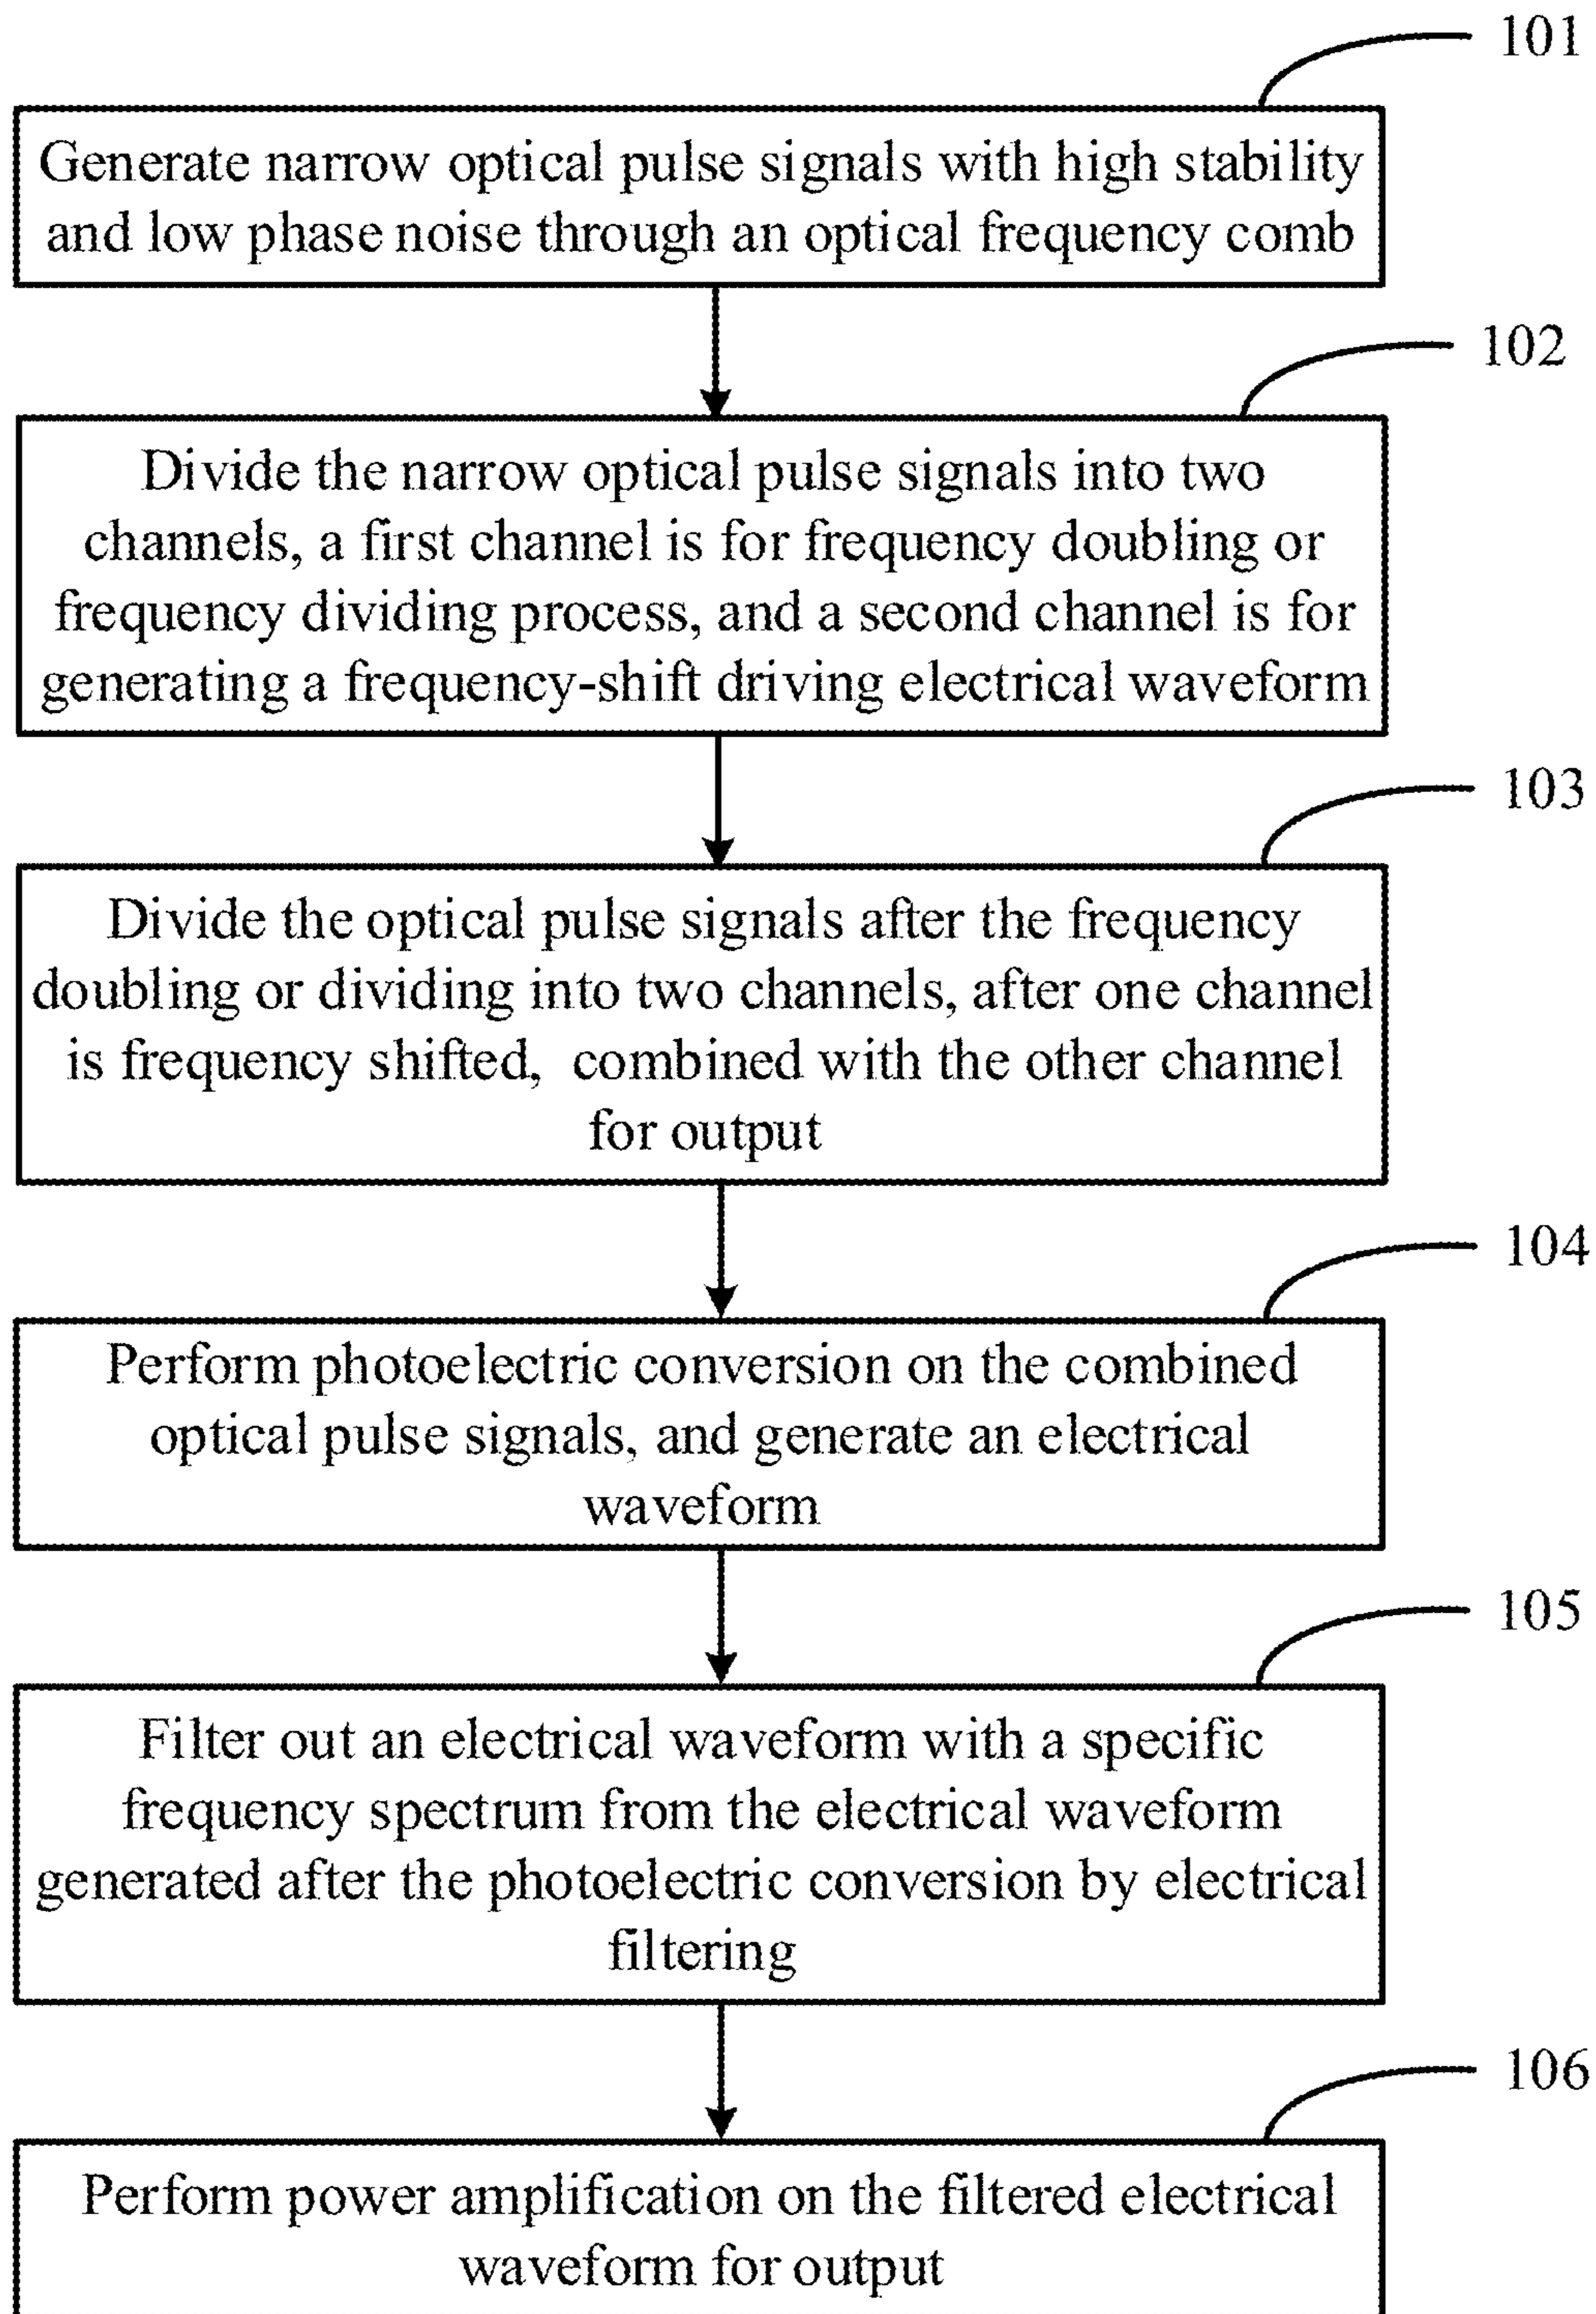 101
Generate narrow optical pulse signals with high stability
and low phase noise through an optical frequency comb
102
Divide the narrow optical pulse signals into two
channels, a first channel is for frequency doubling or
frequency dividing process, and a second channel is for
generating a frequency-shift driving electrical waveform
103
Divide the optical pulse signals after the frequency
doubling or dividing into two channels, after one channel
is frequency shifted, combined with the other channel
for output
104
Perform photoelectric conversion on the combined
optical pulse signals, and generate an electrical
waveform
105
Filter out an electrical waveform with a specific
frequency spectrum from the electrical waveform
generated after the photoelectric conversion by electrical
filtering
106
Perform power amplification on the filtered electrical
waveform for output